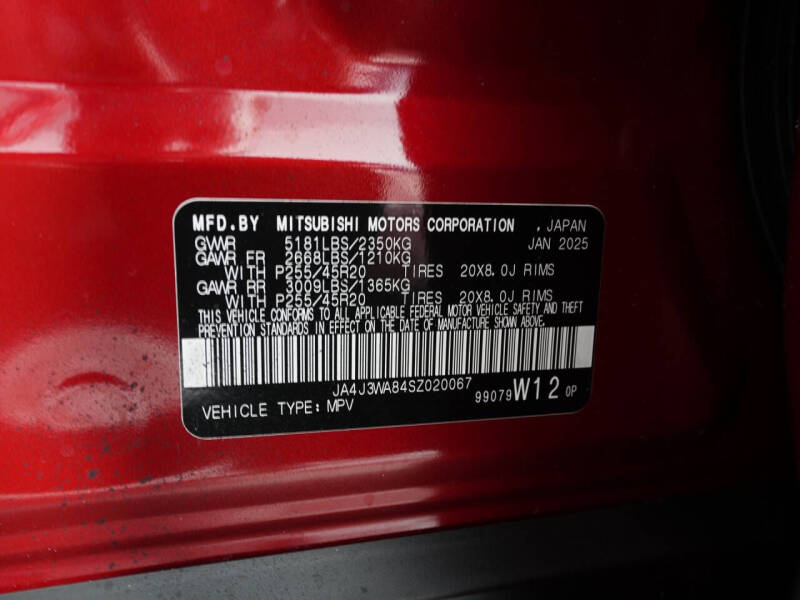 MFD.BY MITSUBISHI MOTORS CORPORATION , JAPAN
GVWR 5181LBS/2350KG JAN 2025
GAWR FR 2668LBS/1210KG
WITH P255/45R20 TIRES 20X8.0J RIMS
GAWR RR 3009LBS/1365KG
WITH P255/45R20 TIRES 20X8.0J RIMS
THIS VEHICLE CONFORMS TO ALL APPLICABLE FEDERAL MOTOR VEHICLE SAFETY AND THEFT
PREVENTION STANDARDS IN EFFECT ON THE DATE OF MANUFACTURE SHOWN ABOVE.
JA4J3WA84SZ020067
VEHICLE TYPE: MPV 99079 W12 0P